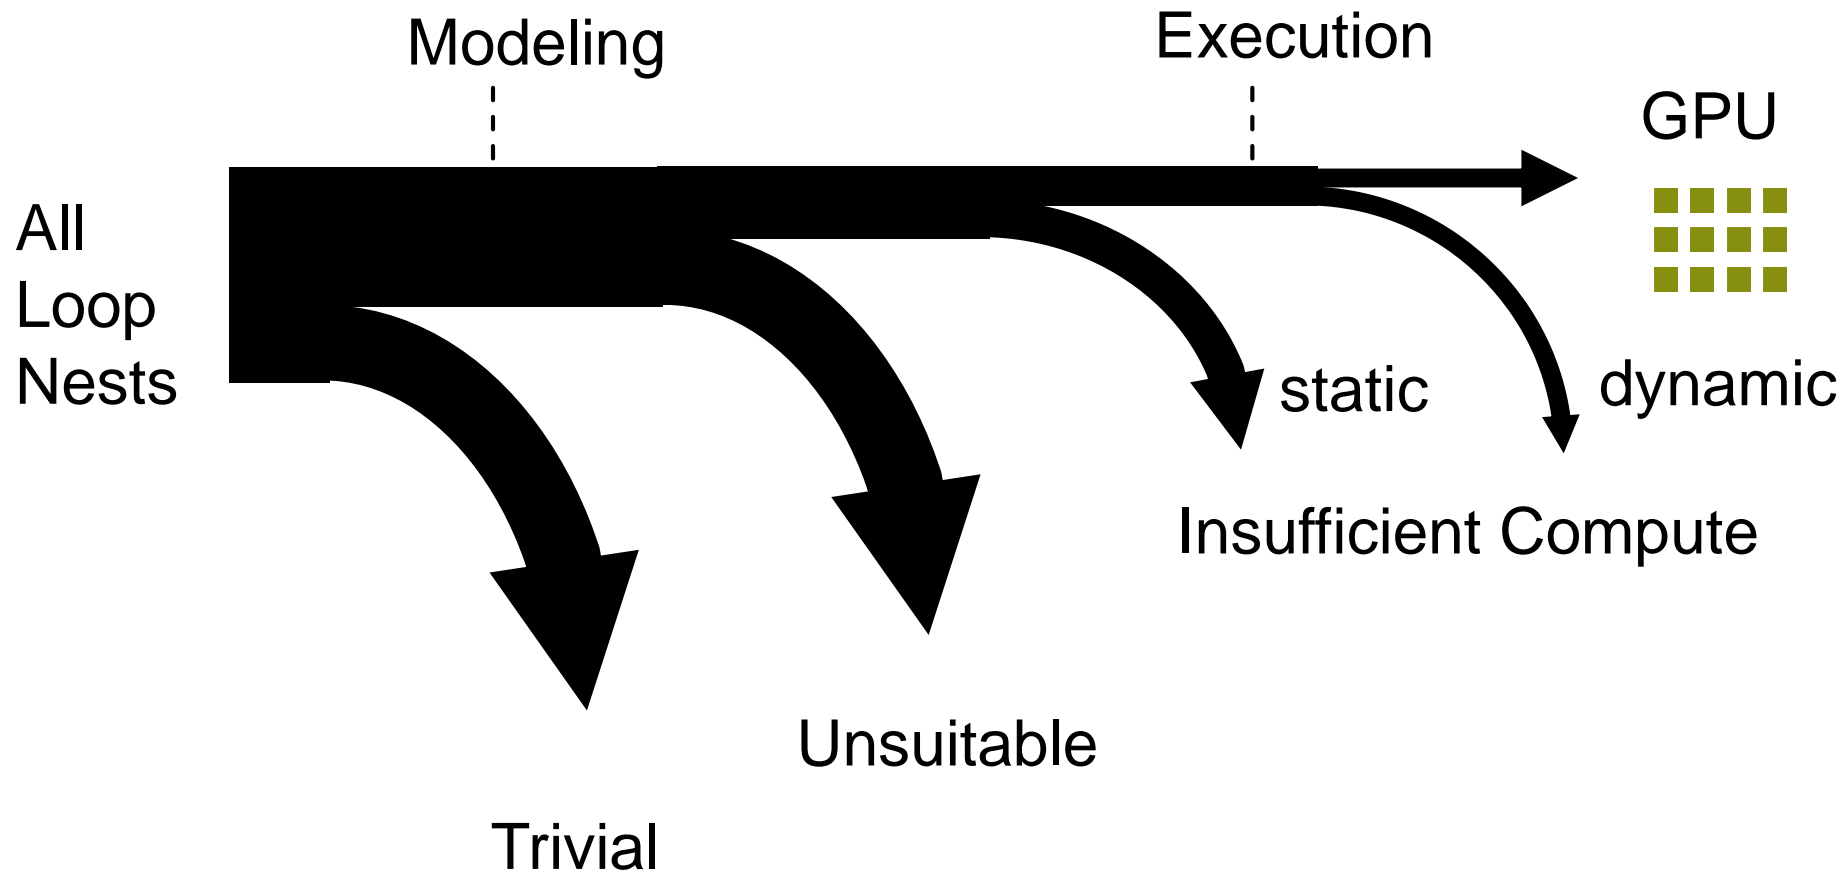 Modeling
Execution
GPU
All
Loop
Nests
static
dynamic
Insufficient Compute
Unsuitable
Trivial